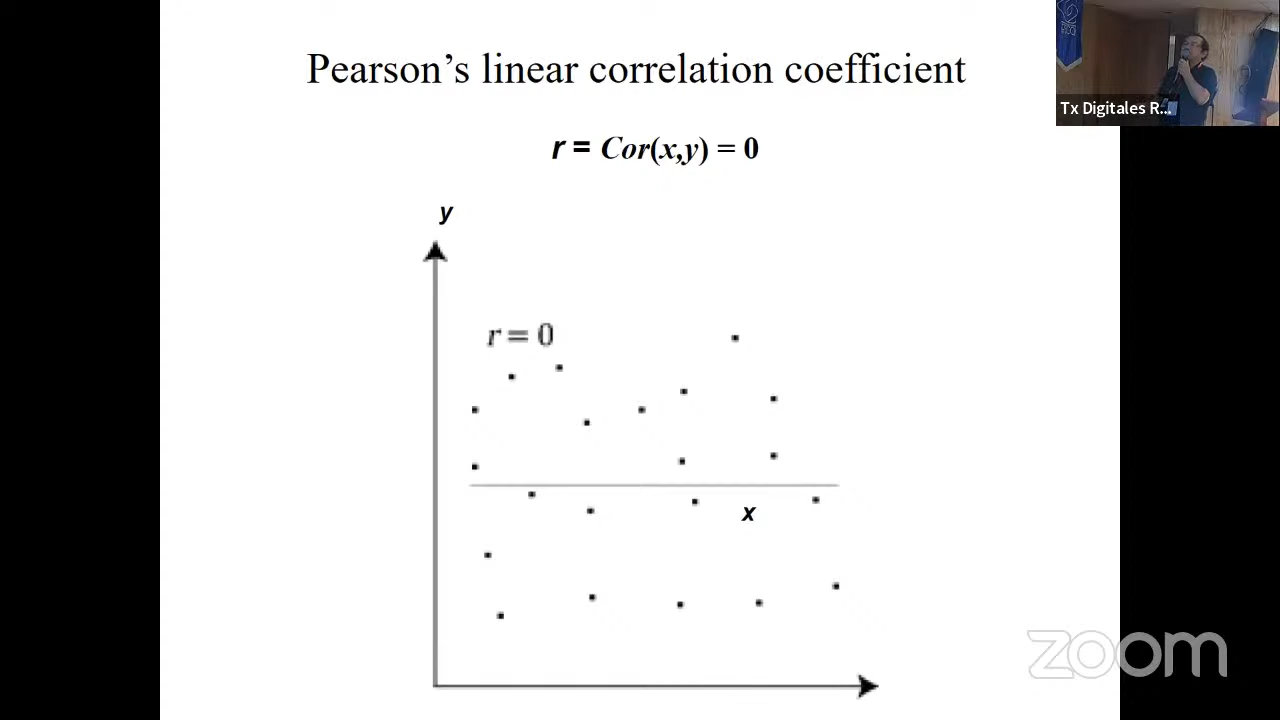 Pearson's linear correlation coefficient
Tx Digitales R...
r = Cor(x,y) = 0
y
r = 0
x
zoom